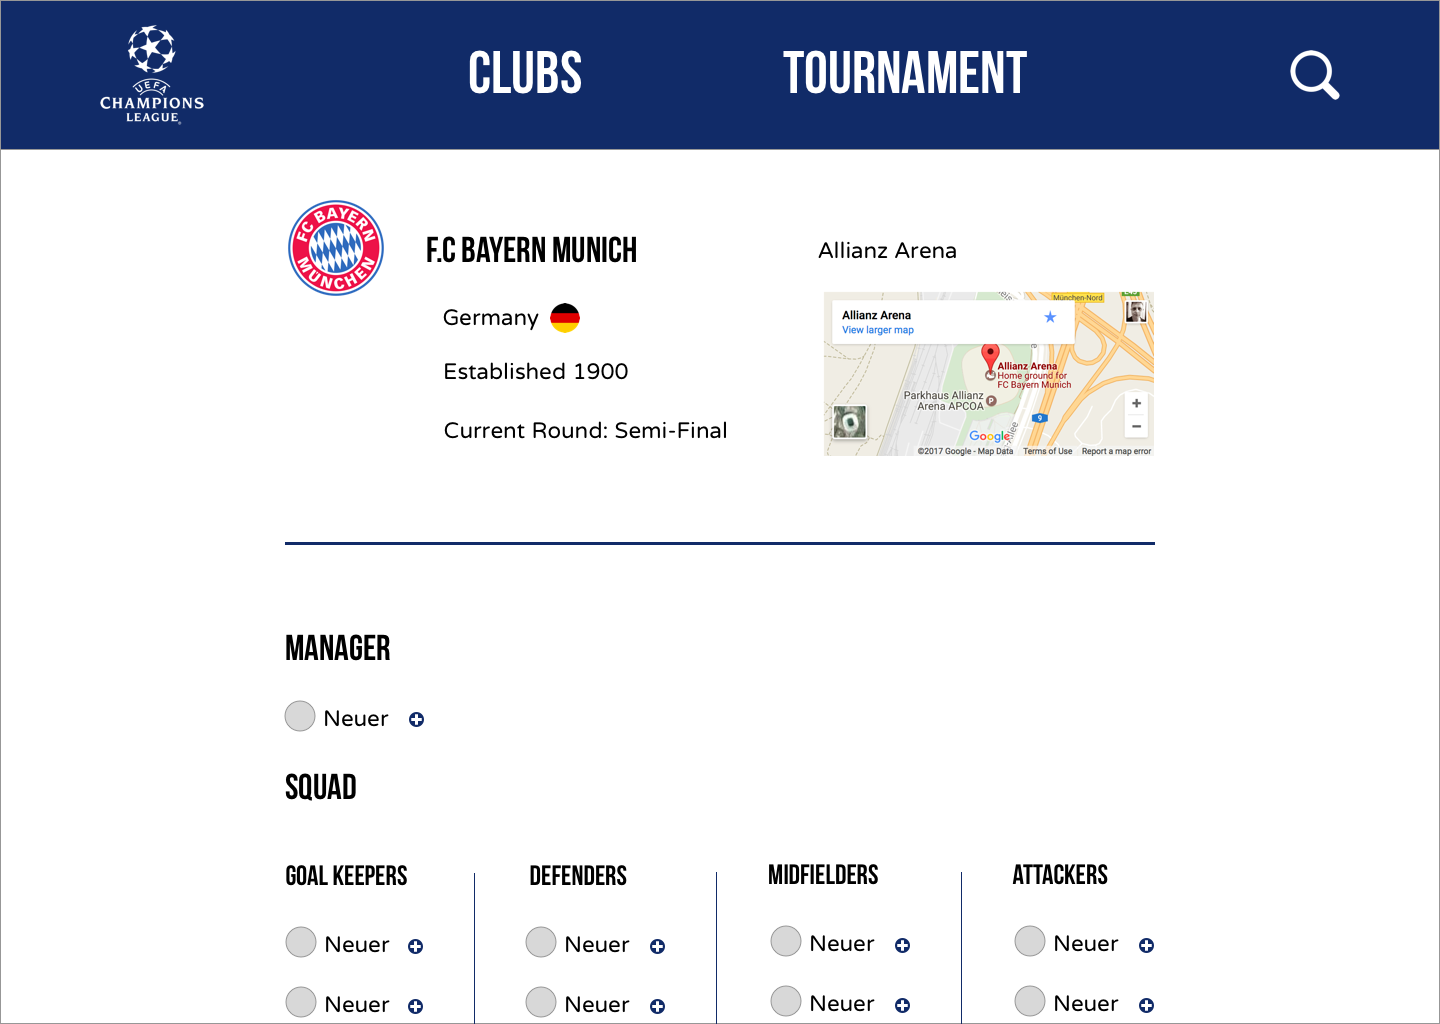 UEFA
CHAMPIONS
LEAGUE
CLUBS
TOURNAMENT
FC BAYERN
MÜNCHEN
F.C BAYERN MUNICH
Germany
Established 1900
Current Round: Semi-Final
Allianz Arena
München-Nord
Allianz Arena
View larger map
Allianz Arena
Home ground for
FC Bayern Munich
Parkhaus Allianz
Arena APCOA
P
9
+
−
Google
©2017 Google - Map Data Terms of Use Report a map error
MANAGER
Neuer
SQUAD
GOAL KEEPERS DEFENDERS MIDFIELDERS ATTACKERS
Neuer Neuer Neuer Neuer
Neuer Neuer Neuer Neuer